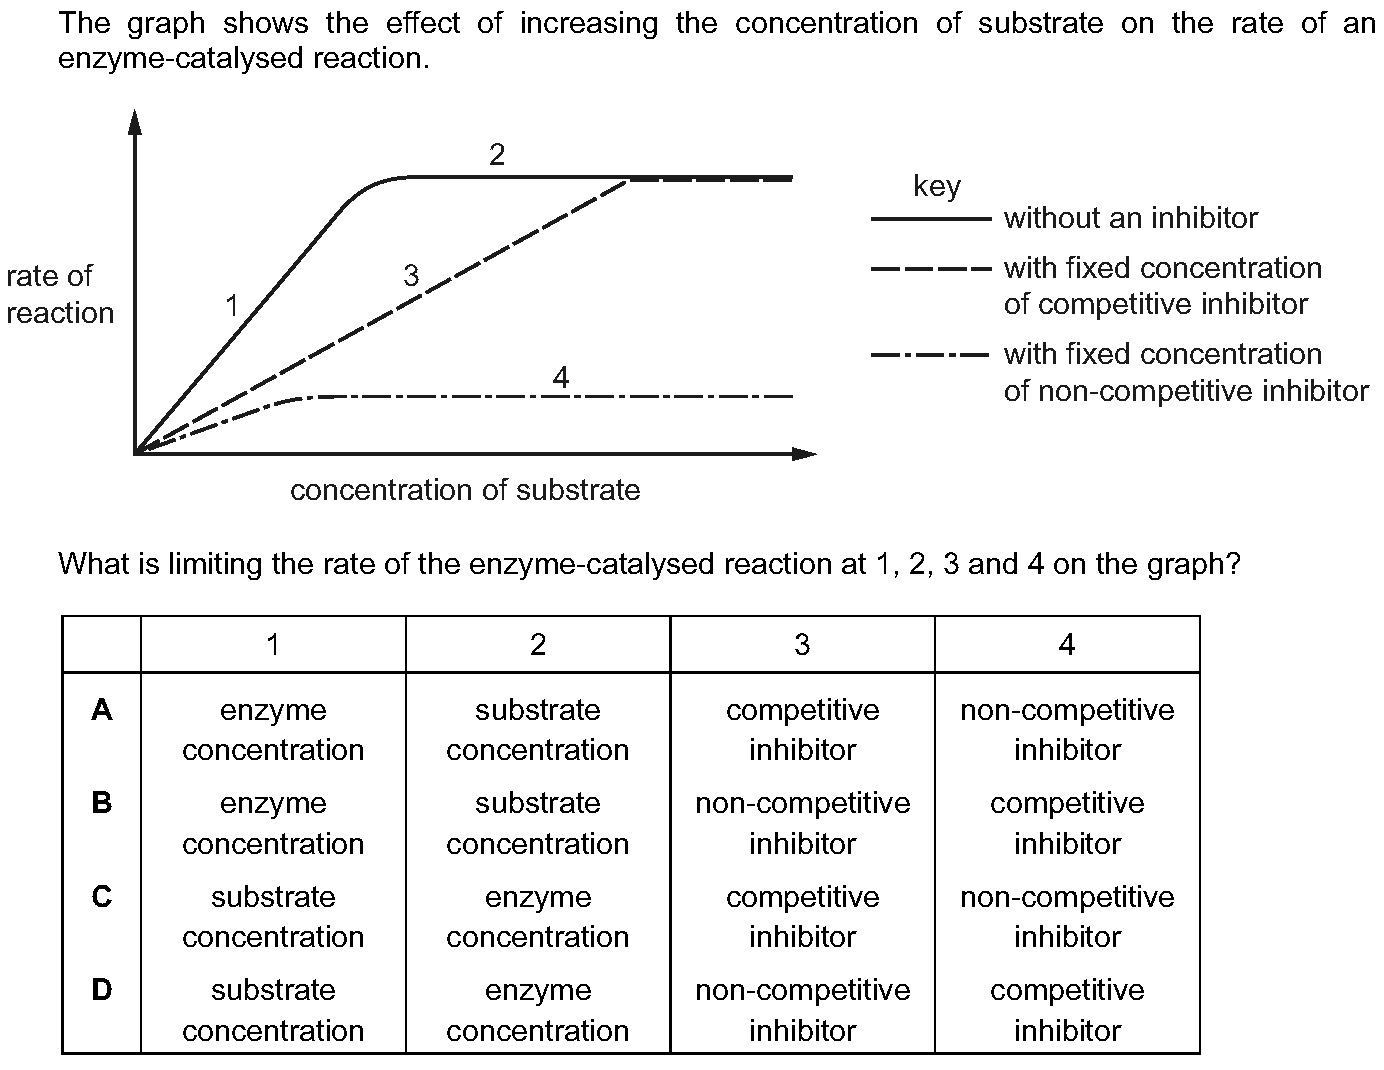 The graph shows the effect of increasing the concentration of substrate on the rate of an
enzyme-catalysed reaction.
2
key
without an inhibitor
3
with fixed concentration
of competitive inhibitor
rate of
reaction
1
with fixed concentration
of non-competitive inhibitor
4
concentration of substrate
What is limiting the rate of the enzyme-catalysed reaction at 1, 2, 3 and 4 on the graph?
1 2 3 4
A enzyme substrate competitive non-competitive
concentration concentration inhibitor inhibitor
B enzyme substrate non-competitive competitive
concentration concentration inhibitor inhibitor
C substrate enzyme competitive non-competitive
concentration concentration inhibitor inhibitor
D substrate enzyme non-competitive competitive
concentration concentration inhibitor inhibitor